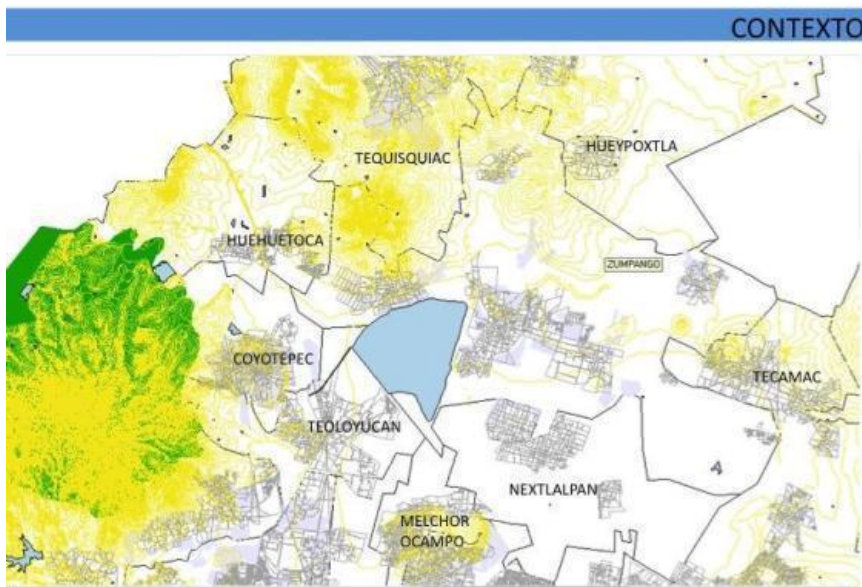 CONTEXTO
TEQUISQUIAC
HUEYPOXTLA
HUEHUETOCA
ZUMPANGO
COYOTEPEC
TECAMAC
TEOLOYUCAN
NEXTLALPAN
MELCHOR
OCAMPO